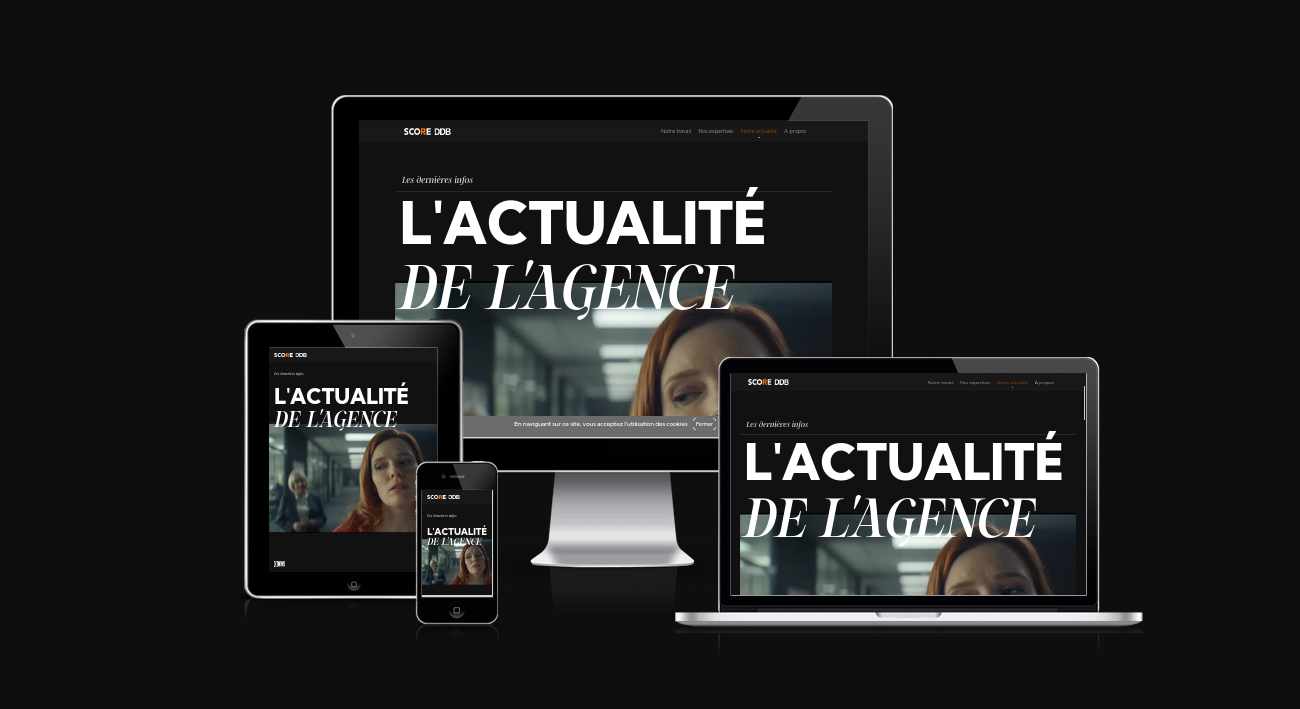 SCORE DDB
Notre travail Nos expertises Notre actualité A propos
Les dernières infos
L'ACTUALITÉ
DE L'AGENCE
En naviguant sur ce site, vous acceptez l'utilisation des cookies Fermer
SCORE DDB
Les dernières infos
L'ACTUALITÉ
DE L'AGENCE
SCORE DDB
Les dernières infos
L'ACTUALITÉ
DE L'AGENCE
SCORE DDB
Notre travail Nos expertises Notre actualité A propos
Les dernières infos
L'ACTUALITÉ
DE L'AGENCE